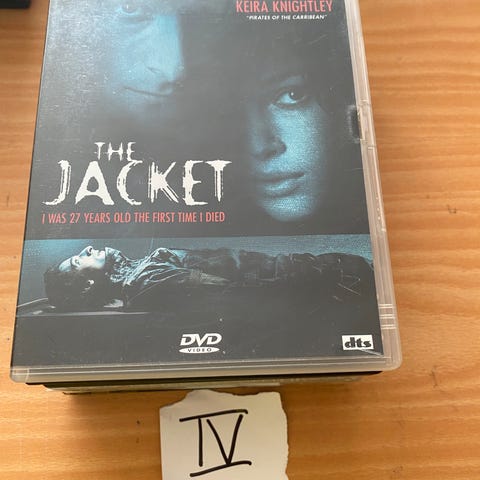 KEIRA KNIGHTLEY
"PIRATES OF THE CARRIBEAN"
THE
JACKET
I WAS 27 YEARS OLD THE FIRST TIME I DIED
DVD
VIDEO
dts
IV